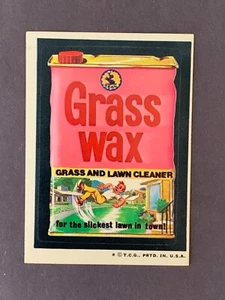 Grass
wax
GRASS AND LAWN CLEANER
for the slickest lawn in town!
* © T.C.G., PRTD. IN U.S.A.